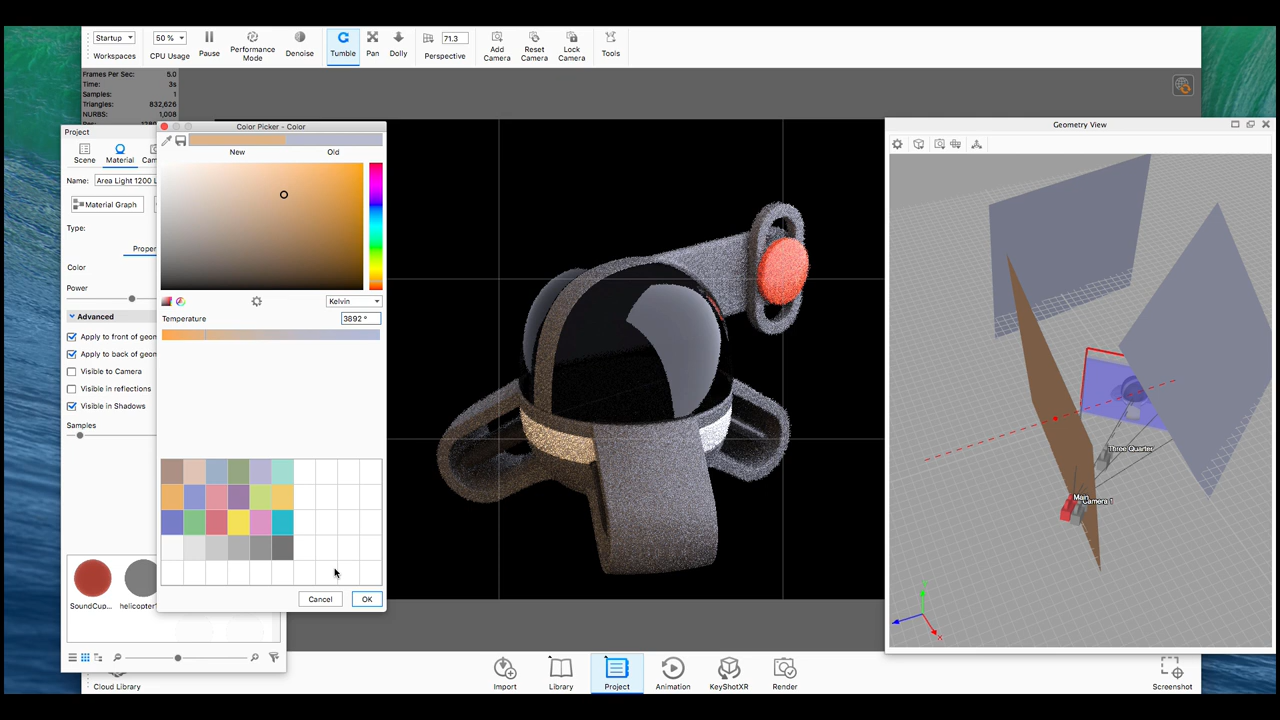 Startup
50 %
71.3
Workspaces
CPU Usage
Pause
Performance
Mode
Denoise
Tumble
Pan
Dolly
Perspective
Add
Camera
Reset
Camera
Lock
Camera
Tools
Frames Per Sec: 5.0
Time: 3s
Samples: 1
Triangles: 832,626
NURBS: 1,008
Project
Scene
Material
Name: Area Light 1200 L
Material Graph
Type:
Color
Power
Advanced
Apply to front of geom
Apply to back of geom
Visible to Camera
Visible in reflections
Visible in Shadows
Samples
SoundCup...
Color Picker - Color
New
Old
Kelvin
Temperature
3892 °
Cancel
OK
Geometry View
Three Quarter
Main
Camera 1
Cloud Library
Import
Library
Project
Animation
KeyShotXR
Render
Screenshot